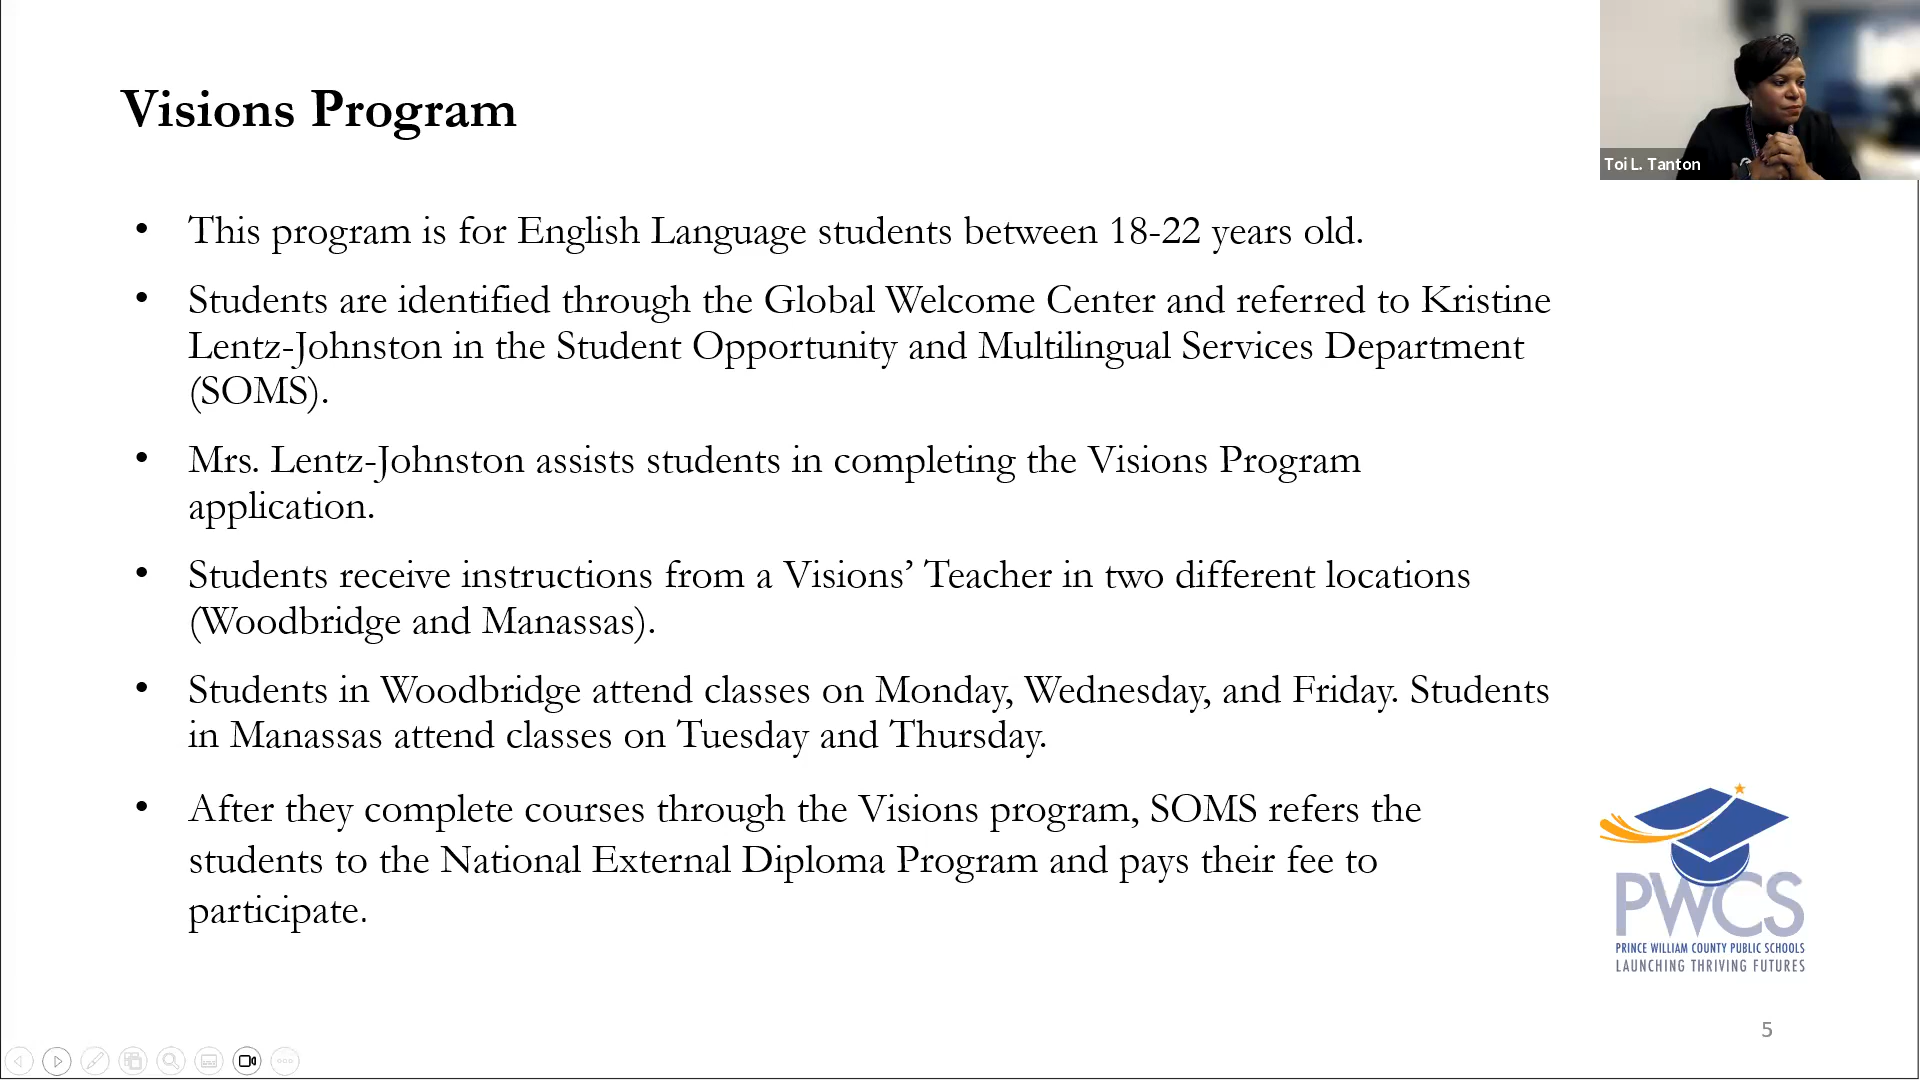 Visions Program
Toi L. Tanton
• This program is for English Language students between 18-22 years old.
• Students are identified through the Global Welcome Center and referred to Kristine
Lentz-Johnston in the Student Opportunity and Multilingual Services Department
(SOMS).
• Mrs. Lentz-Johnston assists students in completing the Visions Program
application.
• Students receive instructions from a Visions’ Teacher in two different locations
(Woodbridge and Manassas).
• Students in Woodbridge attend classes on Monday, Wednesday, and Friday. Students
in Manassas attend classes on Tuesday and Thursday.
• After they complete courses through the Visions program, SOMS refers the
students to the National External Diploma Program and pays their fee to
participate.
PWCS
PRINCE WILLIAM COUNTY PUBLIC SCHOOLS
LAUNCHING THRIVING FUTURES
5